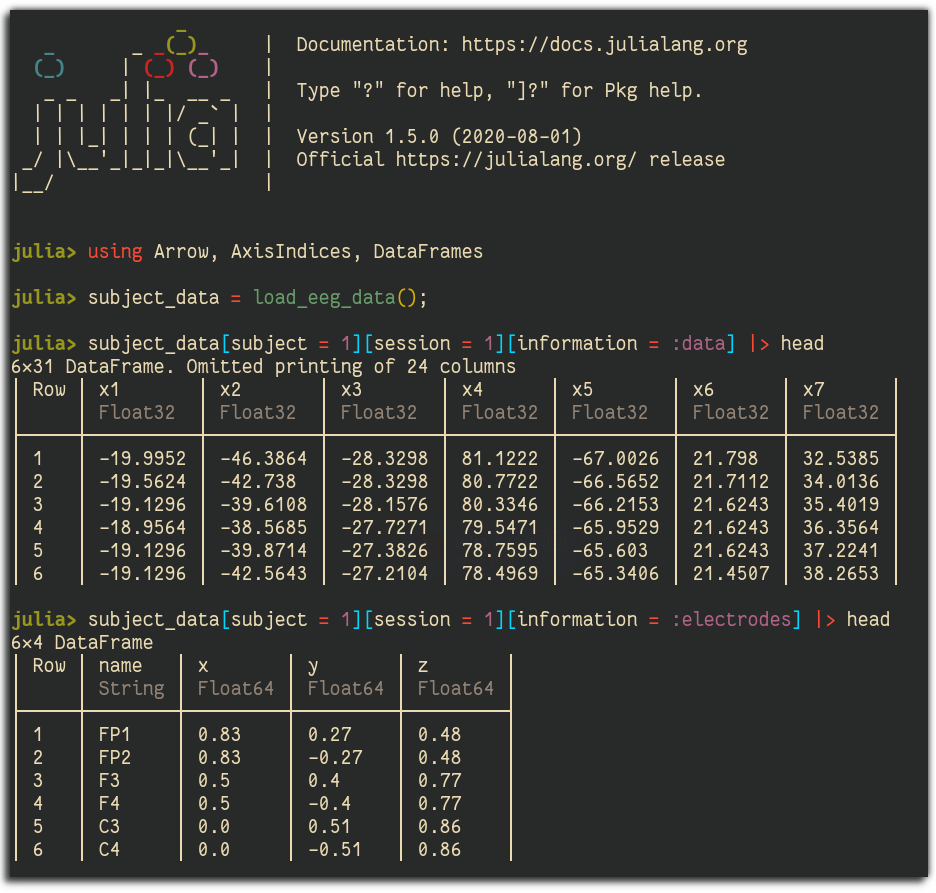 Documentation: https://docs.julialang.org
Type "?" for help, "]?" for Pkg help.
Version 1.5.0 (2020-08-01)
Official https://julialang.org/ release
julia> using Arrow, AxisIndices, DataFrames
julia> subject_data = load_eeg_data();
julia> subject_data[subject = 1][session = 1][information = :data] |> head
6×31 DataFrame. Omitted printing of 24 columns
Row x1 x2 x3 x4 x5 x6 x7
Float32 Float32 Float32 Float32 Float32 Float32 Float32
1 -19.9952 -46.3864 -28.3298 81.1222 -67.0026 21.798 32.5385
2 -19.5624 -42.738 -28.3298 80.7722 -66.5652 21.7112 34.0136
3 -19.1296 -39.6108 -28.1576 80.3346 -66.2153 21.6243 35.4019
4 -18.9564 -38.5685 -27.7271 79.5471 -65.9529 21.6243 36.3564
5 -19.1296 -39.8714 -27.3826 78.7595 -65.603 21.6243 37.2241
6 -19.1296 -42.5643 -27.2104 78.4969 -65.3406 21.4507 38.2653
julia> subject_data[subject = 1][session = 1][information = :electrodes] |> head
6×4 DataFrame
Row name x y z
String Float64 Float64 Float64
1 FP1 0.83 0.27 0.48
2 FP2 0.83 -0.27 0.48
3 F3 0.5 0.4 0.77
4 F4 0.5 -0.4 0.77
5 C3 0.0 0.51 0.86
6 C4 0.0 -0.51 0.86